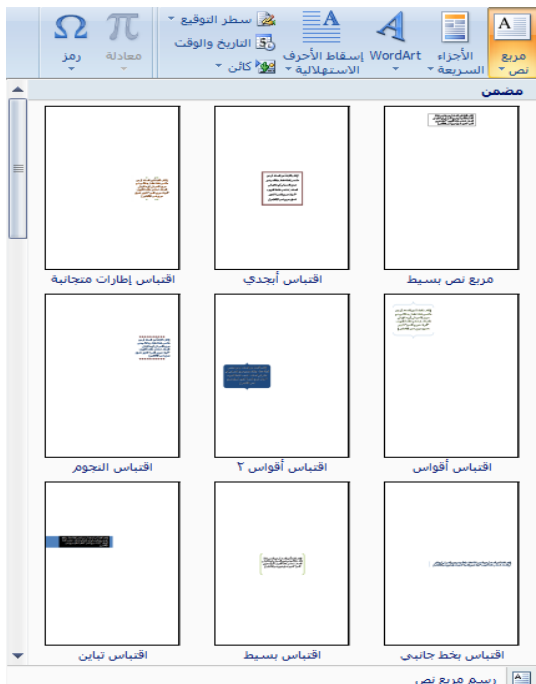 مربع نص
الأجزاء السريعة
WordArt
إسقاط الأحرف الاستهلالية
سطر التوقيع
التاريخ والوقت
كائن
معادلة
رمز
مضمن
مربع نص بسيط
اقتباس أبجدي
اقتباس إطارات متجانبة
اقتباس أقواس
اقتباس أقواس ٢
اقتباس النجوم
اقتباس بخط جانبي
اقتباس بسيط
اقتباس تباين
رسم مربع نص